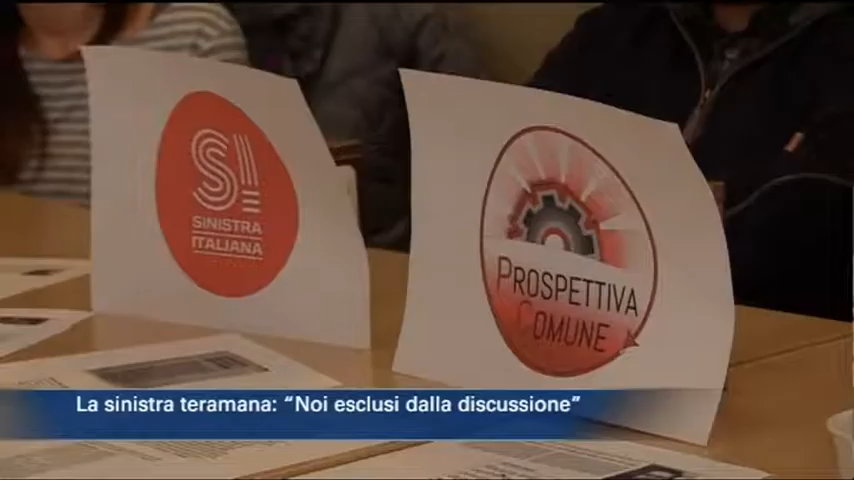 SI
SINISTRA
ITALIANA
PROSPETTIVA
COMUNE
La sinistra teramana: “Noi esclusi dalla discussione”